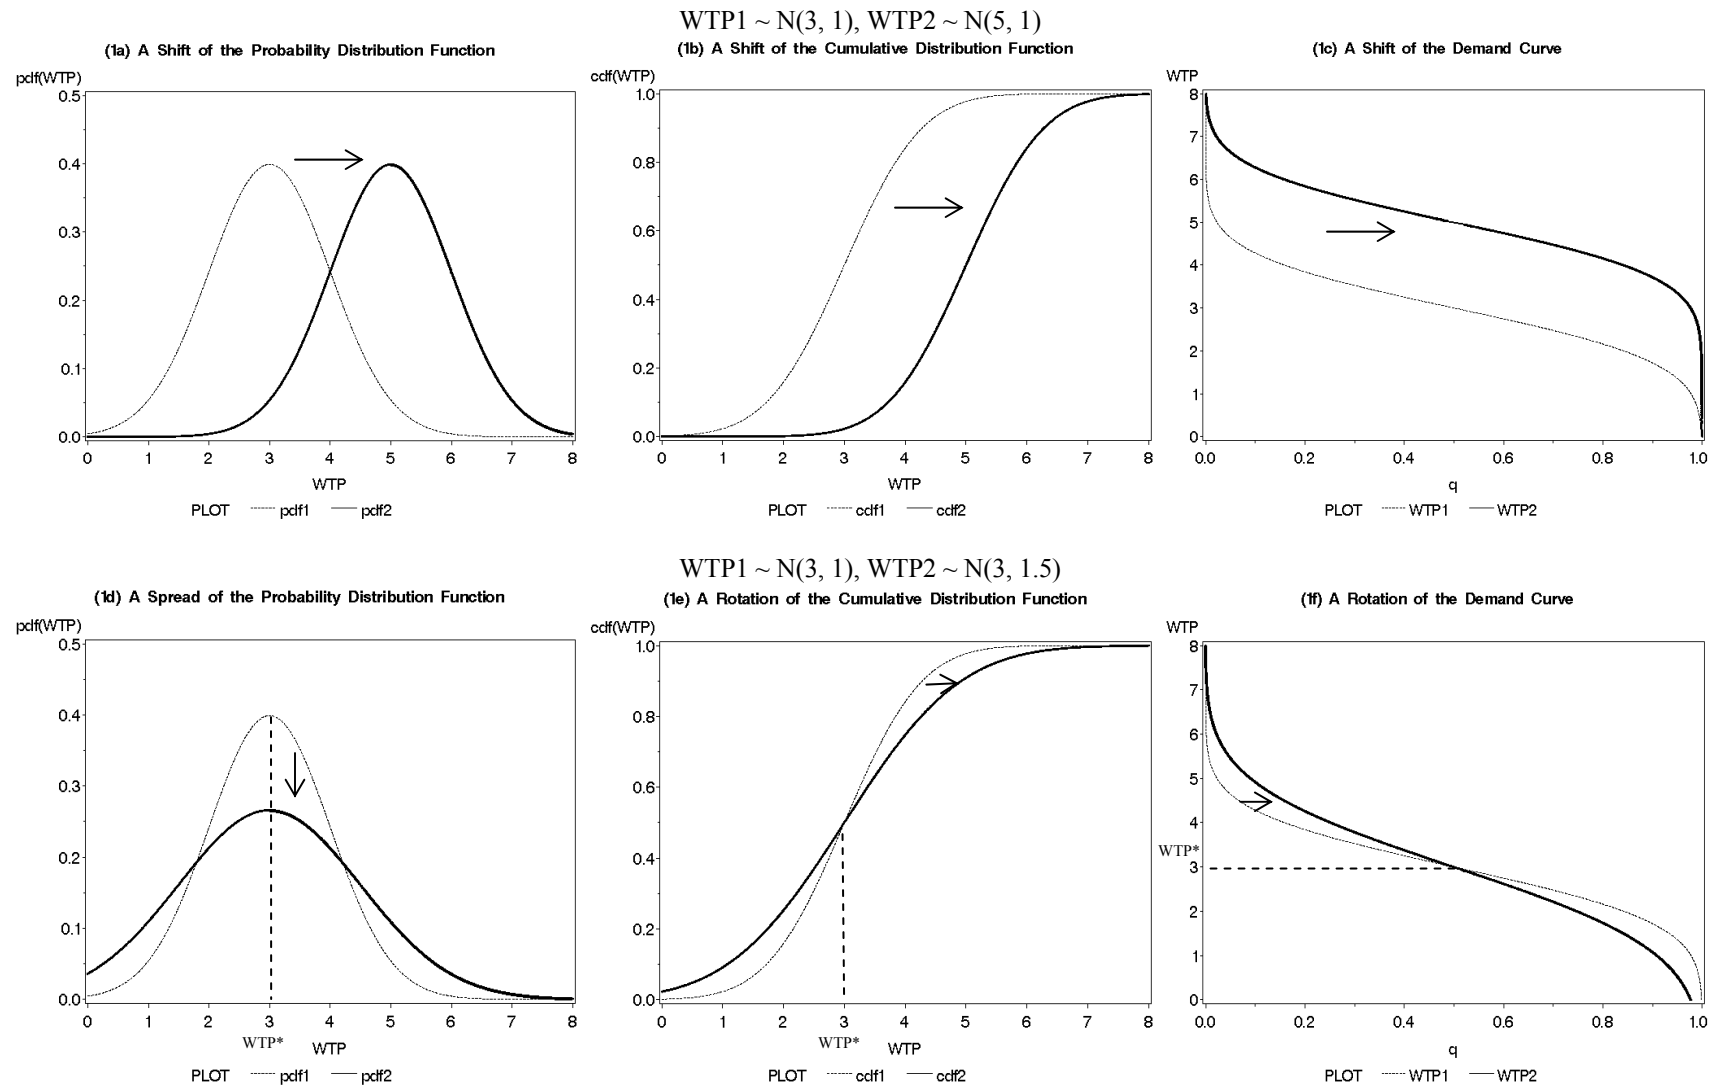 WTP1 ~ N(3, 1), WTP2 ~ N(5, 1)
(1a) A Shift of the Probability Distribution Function
pdf(WTP)
0.5
0.4
0.3
0.2
0.1
0.0
0 1 2 3 4 5 6 7 8
WTP
PLOT pdf1 pdf2
(1b) A Shift of the Cumulative Distribution Function
cdf(WTP)
1.0
0.8
0.6
0.4
0.2
0.0
0 1 2 3 4 5 6 7 8
WTP
PLOT cdf1 cdf2
(1c) A Shift of the Demand Curve
WTP
8
7
6
5
4
3
2
1
0
0.0 0.2 0.4 0.6 0.8 1.0
q
PLOT WTP1 WTP2
WTP1 ~ N(3, 1), WTP2 ~ N(3, 1.5)
(1d) A Spread of the Probability Distribution Function
pdf(WTP)
0.5
0.4
0.3
0.2
0.1
0.0
0 1 2 3 4 5 6 7 8
WTP* WTP
PLOT pdf1 pdf2
(1e) A Rotation of the Cumulative Distribution Function
cdf(WTP)
1.0
0.8
0.6
0.4
0.2
0.0
0 1 2 3 4 5 6 7 8
WTP* WTP
PLOT cdf1 cdf2
(1f) A Rotation of the Demand Curve
WTP
8
7
6
5
4
WTP*
3
2
1
0
0.0 0.2 0.4 0.6 0.8 1.0
q
PLOT WTP1 WTP2